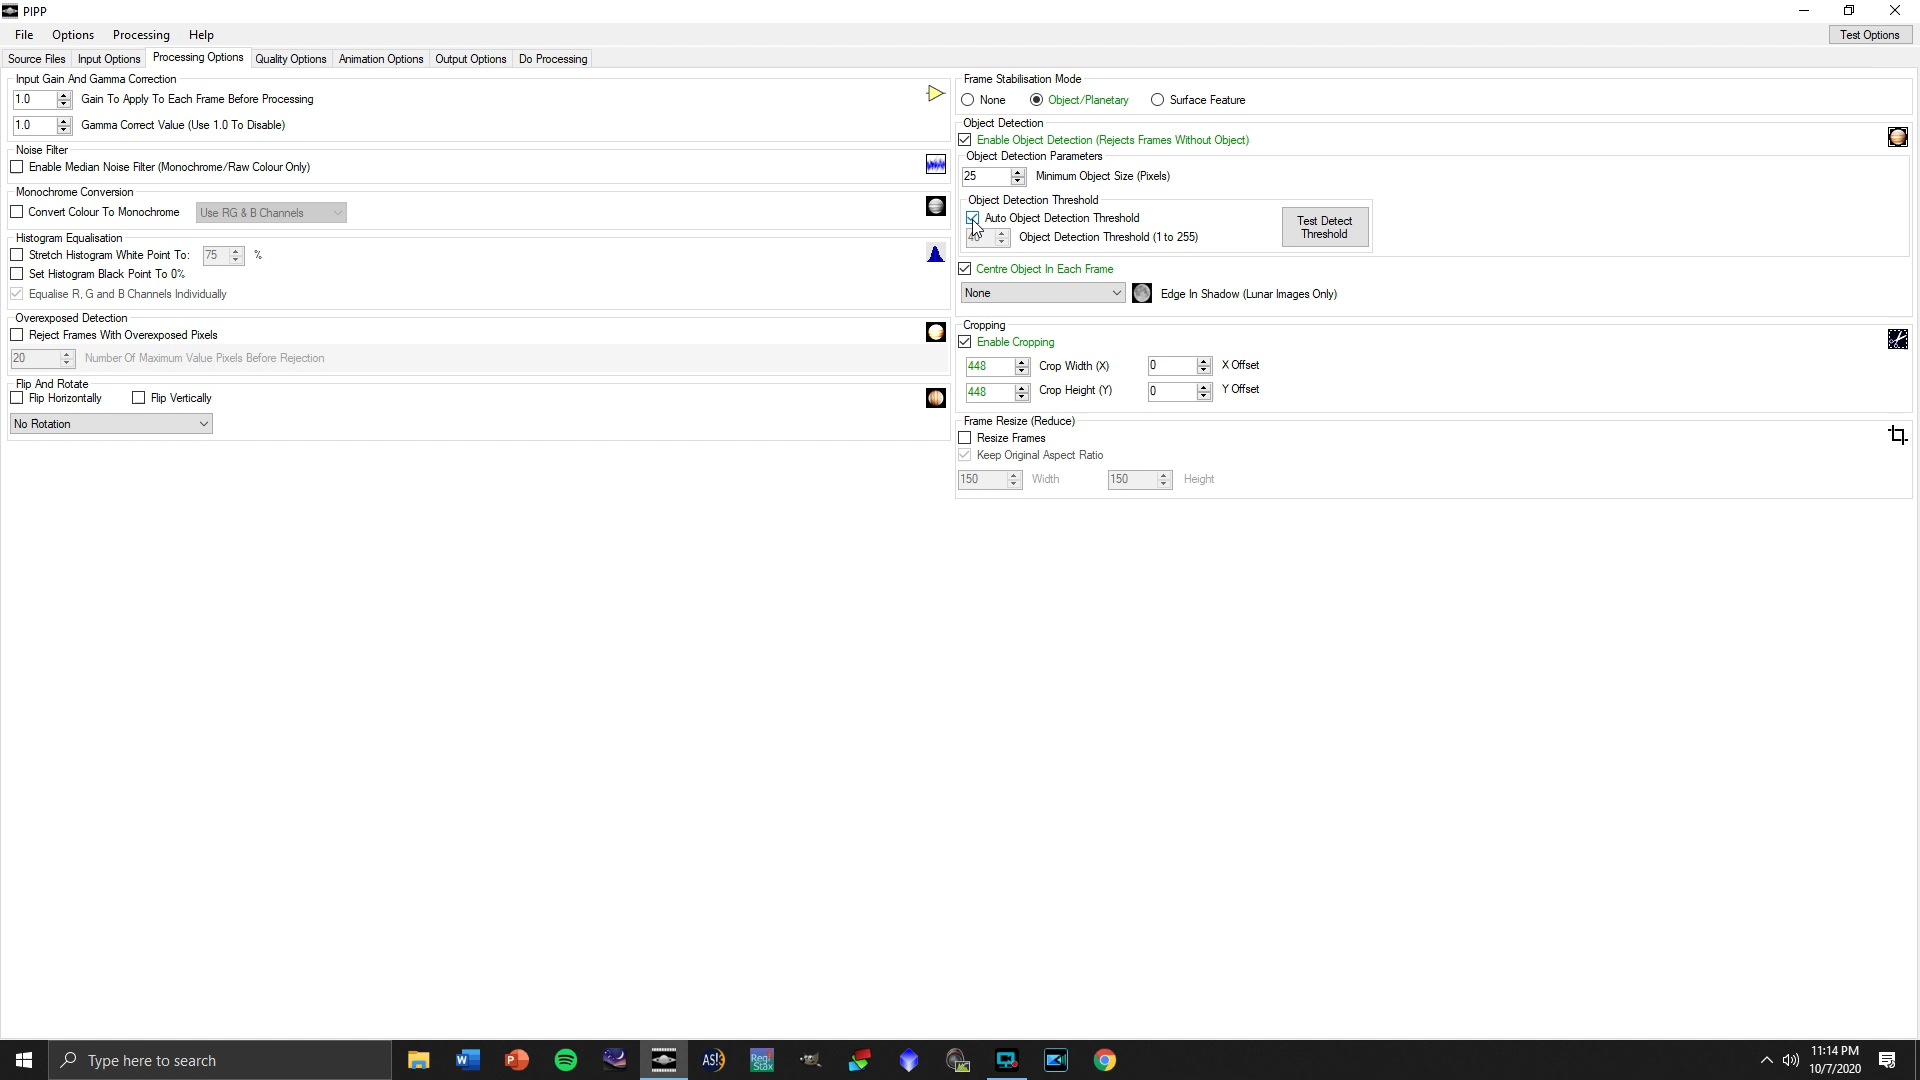 PIPP
File Options Processing Help
Test Options
Source Files Input Options Processing Options Quality Options Animation Options Output Options Do Processing
Input Gain And Gamma Correction
1.0 Gain To Apply To Each Frame Before Processing
1.0 Gamma Correct Value (Use 1.0 To Disable)
Noise Filter
Enable Median Noise Filter (Monochrome/Raw Colour Only)
Monochrome Conversion
Convert Colour To Monochrome Use RG & B Channels
Histogram Equalisation
Stretch Histogram White Point To: 75 %
Set Histogram Black Point To 0%
Equalise R, G and B Channels Individually
Overexposed Detection
Reject Frames With Overexposed Pixels
20 Number Of Maximum Value Pixels Before Rejection
Flip And Rotate
Flip Horizontally Flip Vertically
No Rotation
Frame Stabilisation Mode
None Object/Planetary Surface Feature
Object Detection
Enable Object Detection (Rejects Frames Without Object)
Object Detection Parameters
25 Minimum Object Size (Pixels)
Object Detection Threshold
Auto Object Detection Threshold
40 Object Detection Threshold (1 to 255)
Test Detect
Threshold
Centre Object In Each Frame
None Edge In Shadow (Lunar Images Only)
Cropping
Enable Cropping
448 Crop Width (X) 0 X Offset
448 Crop Height (Y) 0 Y Offset
Frame Resize (Reduce)
Resize Frames
Keep Original Aspect Ratio
150 Width 150 Height
Type here to search
AS!3
Regi
Stax
11:14 PM
10/7/2020